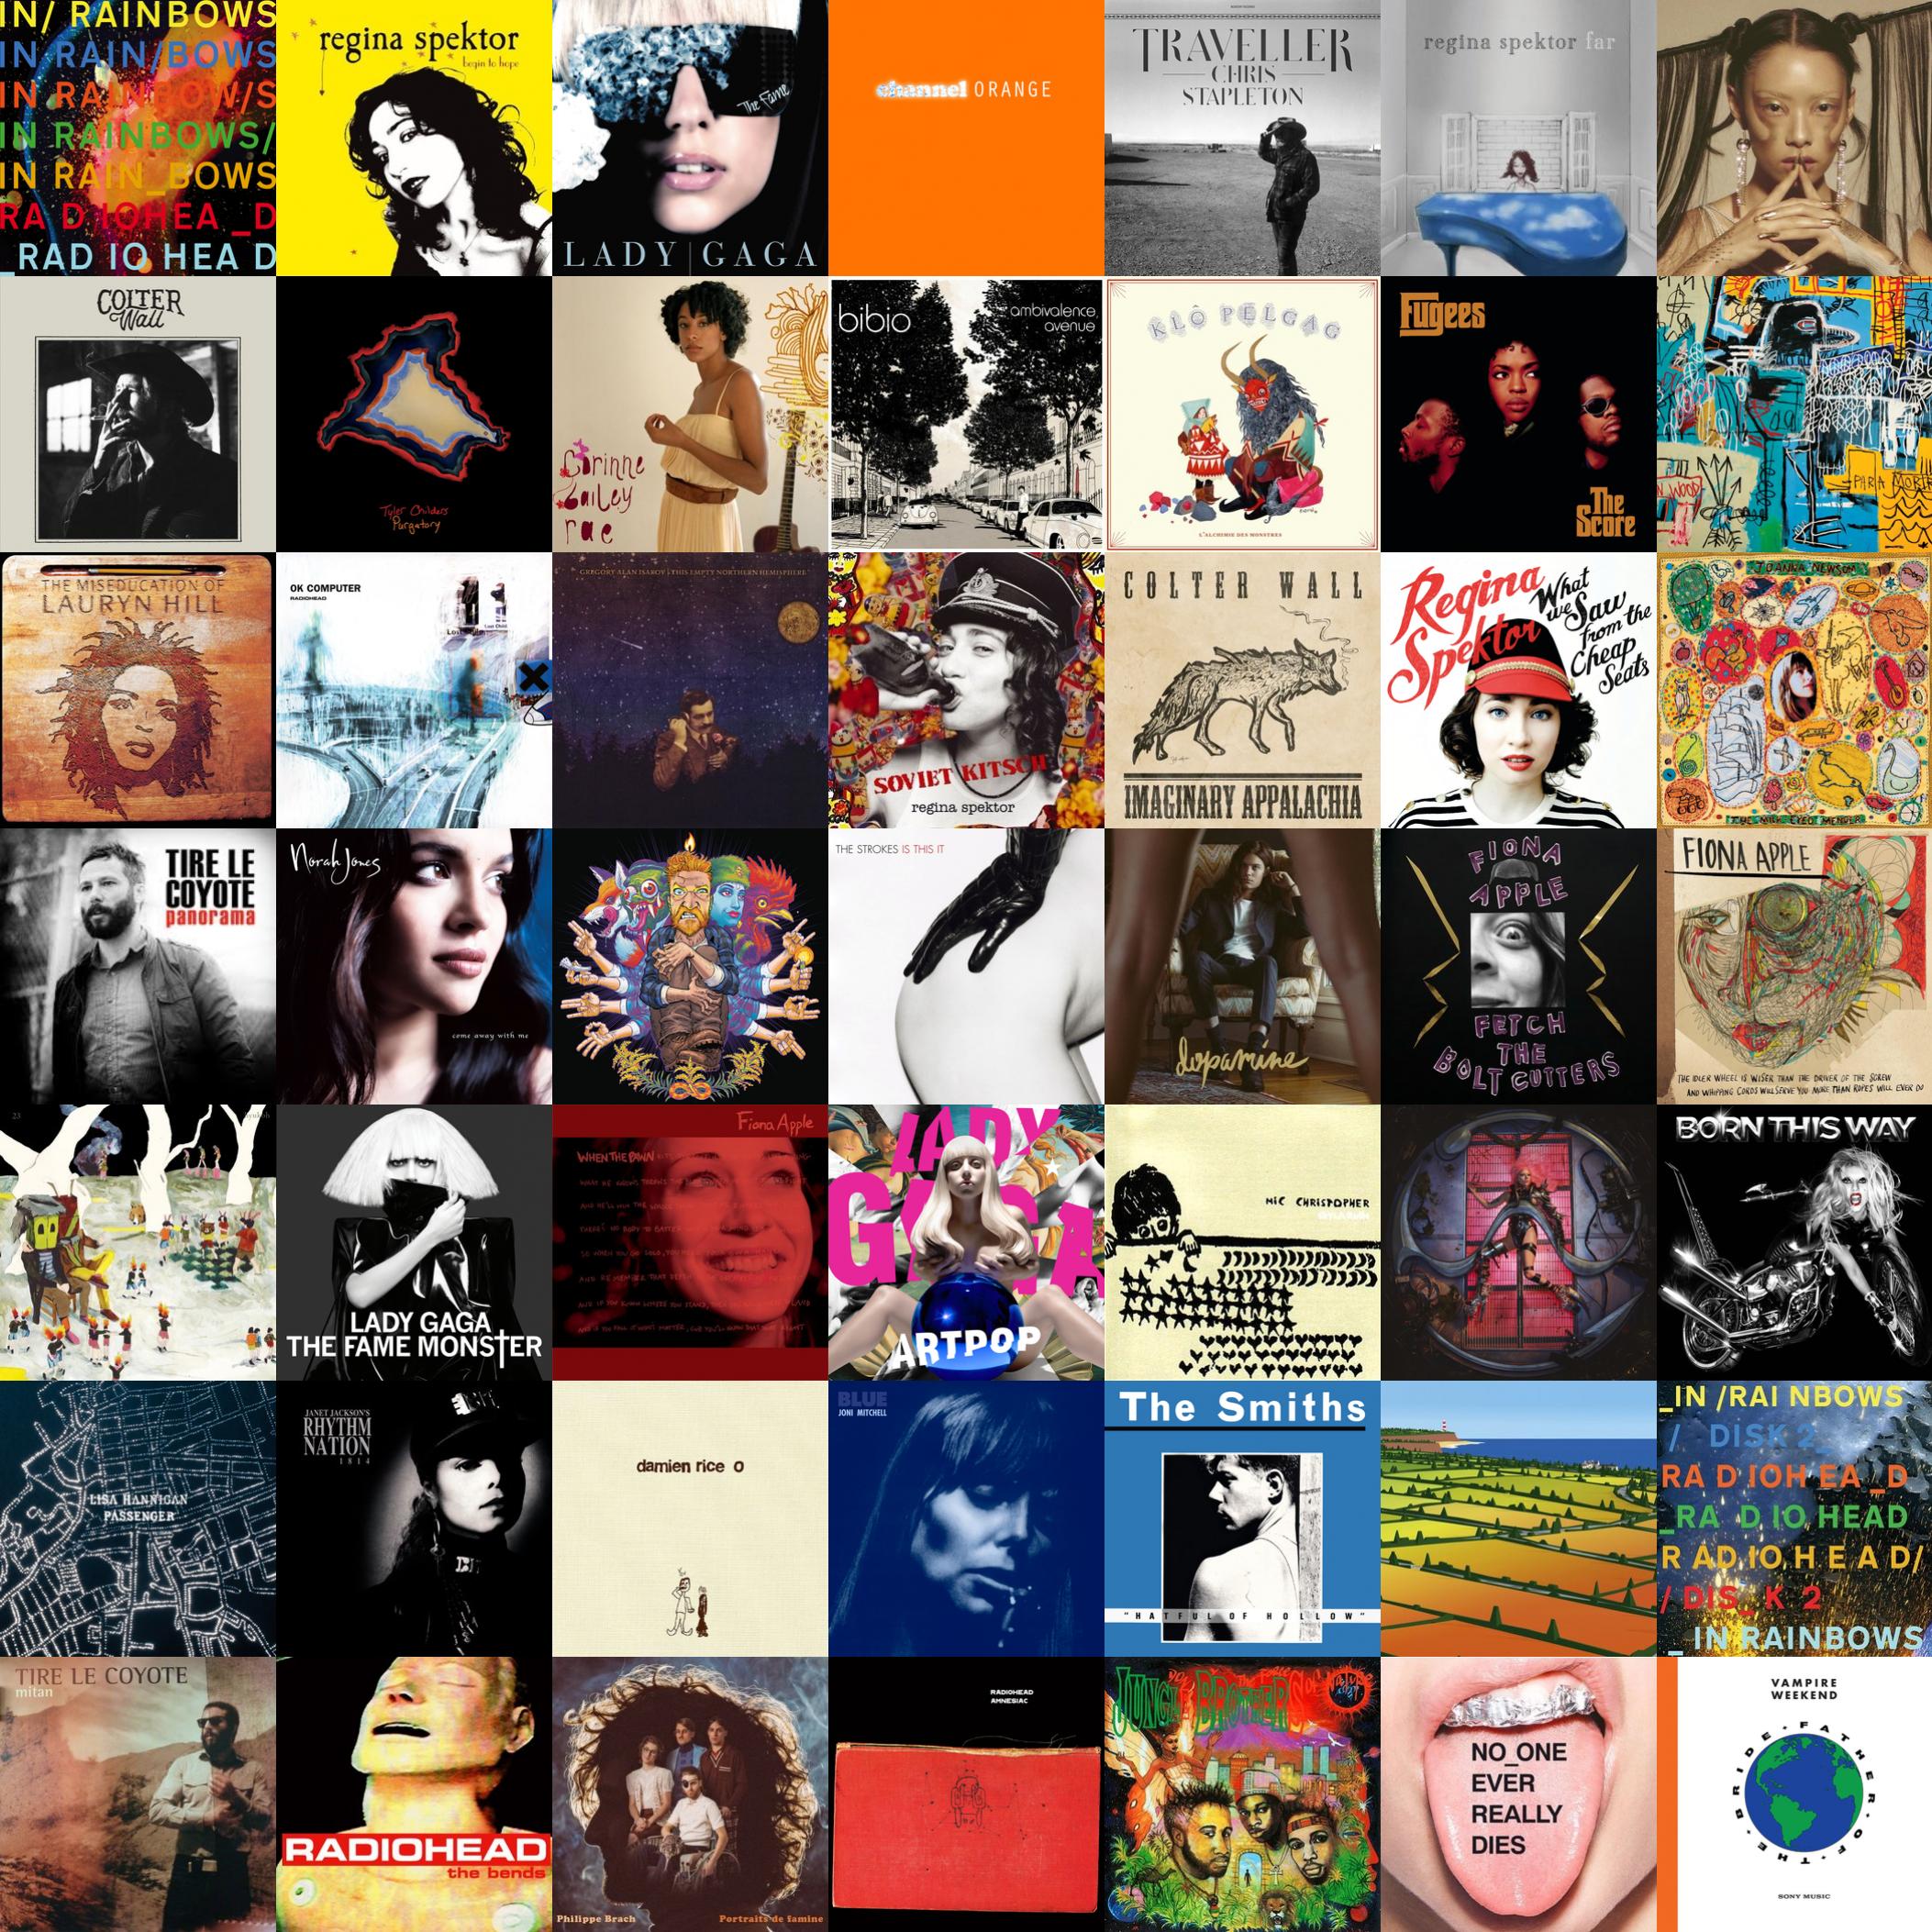 IN/ RAINBOWS
IN RAIN/BOWS
IN RAINBOW/S
IN RAINBOWS/
IN RAIN_BOWS
RA D IOHEA_D
_RAD IO HEA D
regina spektor
begin to hope
The Fame
LADY|GAGA
channel ORANGE
TRAVELLER
CHRIS
STAPLETON
regina spektor far
COLTER
Wall
Tyler Childers
Purgatory
Corinne
bailey
rae
bibio
ambivalence
avenue
KLÔ PELGAG
L'ALCHIMIE DES MONSTRES
Fugees
The
Score
PARA MORIR
THE MISEDUCATION OF
LAURYN HILL
OK COMPUTER
RADIOHEAD
GREGORY ALAN ISAKOV | THIS EMPTY NORTHERN HEMISPHERE
SOVIET KITSCH
regina spektor
COLTER WALL
IMAGINARY APPALACHIA
Regina
Spektor
What
we Saw
from the
Cheap
Seats
JOANNA NEWSOM
THE MILK-EYED MENDER
TIRE LE
COYOTE
panorama
Norah Jones
come away with me
THE STROKES IS THIS IT
dopamine
FIONA
APPLE
FETCH
THE
BOLT CUTTERS
FIONA APPLE
THE IDLER WHEEL IS WISER THAN THE DRIVER OF THE SCREW
AND WHIPPING CORDS WILL SERVE YOU MORE THAN ROPES WILL EVER DO
23
LADY GAGA
THE FAME MONSTER
Fiona Apple
WHEN THE PAWN
LADY
GAGA
ARTPOP
MIC CHRISTOPHER
BORN THIS WAY
LISA HANNIGAN
PASSENGER
JANET JACKSON'S
RHYTHM
NATION
1814
damien rice O
BLUE
JONI MITCHELL
The Smiths
"HATFUL OF HOLLOW"
_IN /RAI NBOWS
/ DISK 2
RA D IOH EA_D
_RA D IO HEAD
R AD IO H E A D/
/ DIS_K 2
_ IN RAINBOWS
TIRE LE COYOTE
mitan
RADIOHEAD
the bends
Philippe Brach
Portraits de famine
RADIOHEAD
AMNESIAC
JUNGLE BROTHERS
NO_ONE
EVER
REALLY
DIES
VAMPIRE
WEEKEND
FATHER OF THE BRIDE
SONY MUSIC